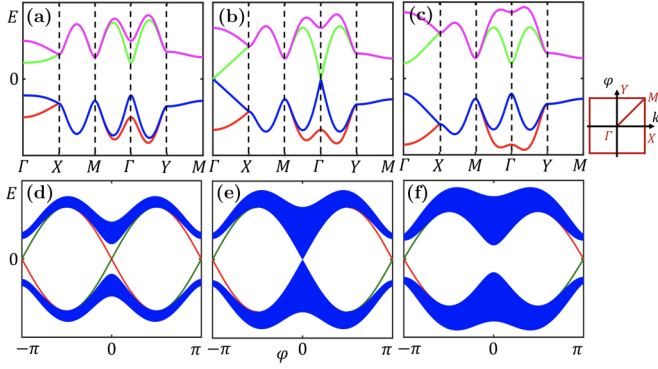 E (a) (b) (c)
0
φ
Y M
Γ k
X
Γ X M Γ Y M Γ X M Γ Y M Γ X M Γ Y M
E (d) (e) (f)
0
−π 0 π φ −π 0 π −π 0 π